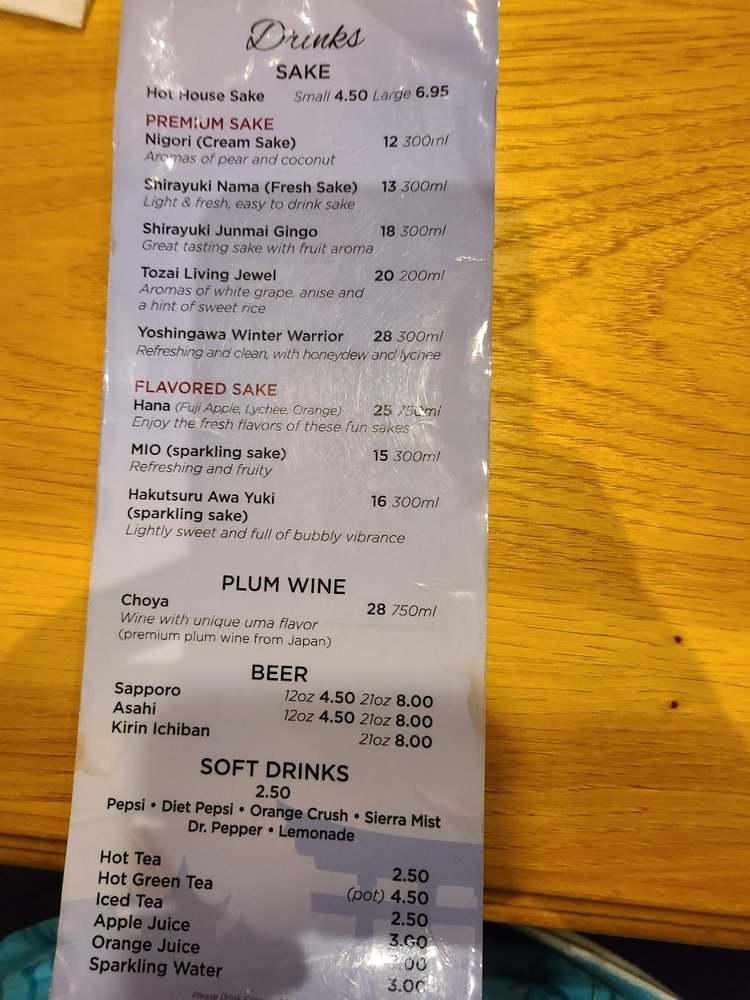 Drinks
SAKE
Hot House Sake Small 4.50 Large 6.95
PREMIUM SAKE
Nigori (Cream Sake) 12 300ml
Aromas of pear and coconut
Shirayuki Nama (Fresh Sake) 13 300ml
Light & fresh, easy to drink sake
Shirayuki Junmai Gingo 18 300ml
Great tasting sake with fruit aroma
Tozai Living Jewel 20 200ml
Aromas of white grape, anise and
a hint of sweet rice
Yoshingawa Winter Warrior 28 300ml
Refreshing and clean, with honeydew and lychee
FLAVORED SAKE
Hana (Fuji Apple, Lychee, Orange) 25 750ml
Enjoy the fresh flavors of these fun sakes
MIO (sparkling sake) 15 300ml
Refreshing and fruity
Hakutsuru Awa Yuki 16 300ml
(sparkling sake)
Lightly sweet and full of bubbly vibrance
PLUM WINE
Choya 28 750ml
Wine with unique uma flavor
(premium plum wine from Japan)
BEER
Sapporo 12oz 4.50 21oz 8.00
Asahi 12oz 4.50 21oz 8.00
Kirin Ichiban 21oz 8.00
SOFT DRINKS
2.50
Pepsi • Diet Pepsi • Orange Crush • Sierra Mist
Dr. Pepper • Lemonade
Hot Tea 2.50
Hot Green Tea (pot) 4.50
Iced Tea 2.50
Apple Juice 3.00
Orange Juice
Sparkling Water 3.00
Please Drink